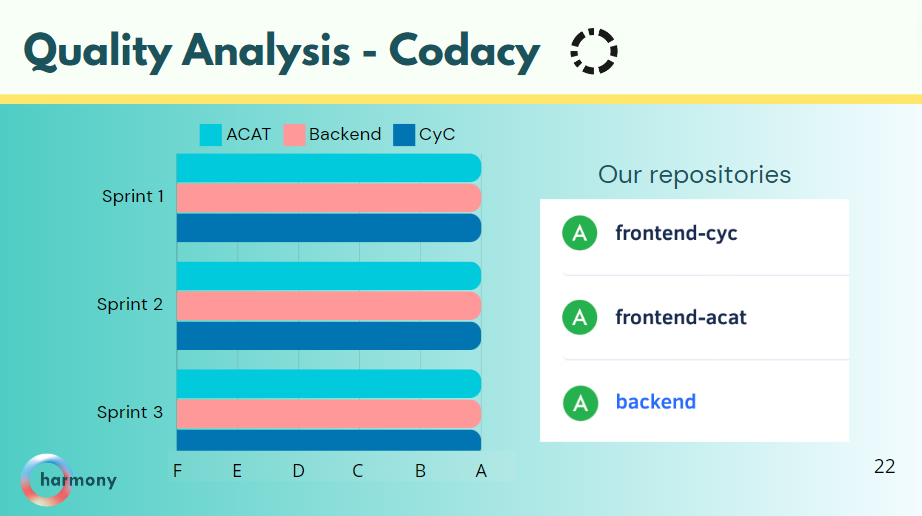 Quality Analysis - Codacy
ACAT Backend CyC
Sprint 1
Sprint 2
Sprint 3
F E D C B A
Our repositories
A frontend-cyc
A frontend-acat
A backend
harmony
22